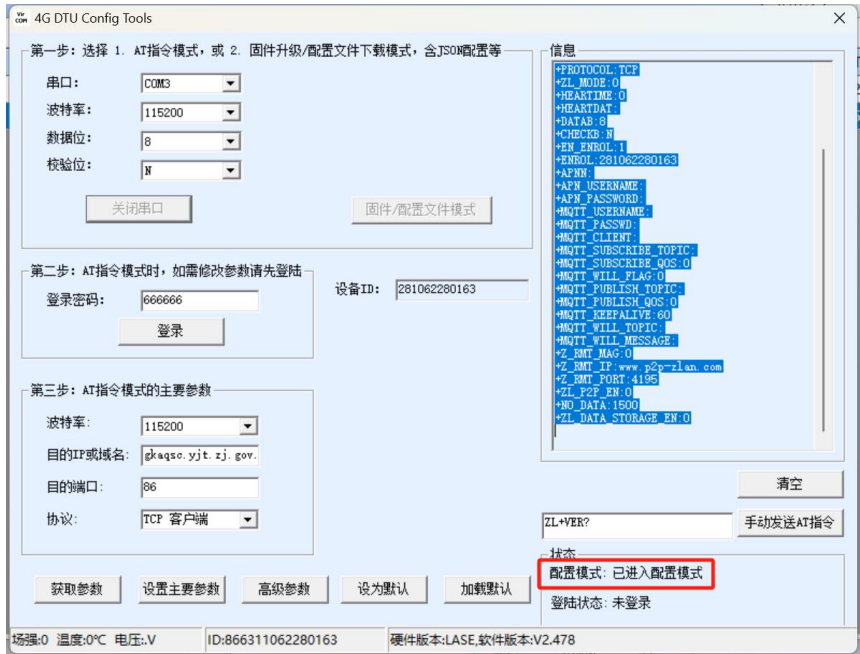 4G DTU Config Tools
第一步：选择 1. AT指令模式，或 2. 固件升级/配置文件下载模式，含JSON配置等
串口：
COM3
波特率：
115200
数据位：
8
校验位：
N
关闭串口
固件/配置文件模式
第二步：AT指令模式时，如需修改参数请先登陆
登录密码：
666666
登录
设备ID：
281062280163
第三步：AT指令模式的主要参数
波特率：
115200
目的IP或域名：
gkaqsc.yjt.zj.gov.
目的端口：
86
协议：
TCP 客户端
获取参数
设置主要参数
高级参数
设为默认
加载默认
信息
+PROTOCOL:TCP
+ZL_MODE:0
+HEARTIME:0
+HEARTDAT:
+DATAB:8
+CHECKB:N
+EN_ENROL:1
+ENROL:281062280163
+APNN:
+APN_USERNAME:
+APN_PASSWORD:
+MQTT_USERNAME:
+MQTT_PASSWD:
+MQTT_CLIENT:
+MQTT_SUBSCRIBE_TOPIC:
+MQTT_SUBSCRIBE_QOS:0
+MQTT_WILL_FLAG:0
+MQTT_PUBLISH_TOPIC:
+MQTT_PUBLISH_QOS:0
+MQTT_KEEPALIVE:60
+MQTT_WILL_TOPIC:
+MQTT_WILL_MESSAGE:
+Z_RMT_MAG:0
+Z_RMT_IP:www.p2p-zlan.com
+Z_RMT_PORT:4195
+ZL_P2P_EN:0
+NO_DATA:1500
+ZL_DATA_STORAGE_EN:0
清空
ZL+VER?
手动发送AT指令
状态
配置模式：已进入配置模式
登陆状态：未登录
场强:0 温度:0℃ 电压:.V
ID:866311062280163
硬件版本:LASE,软件版本:V2.478